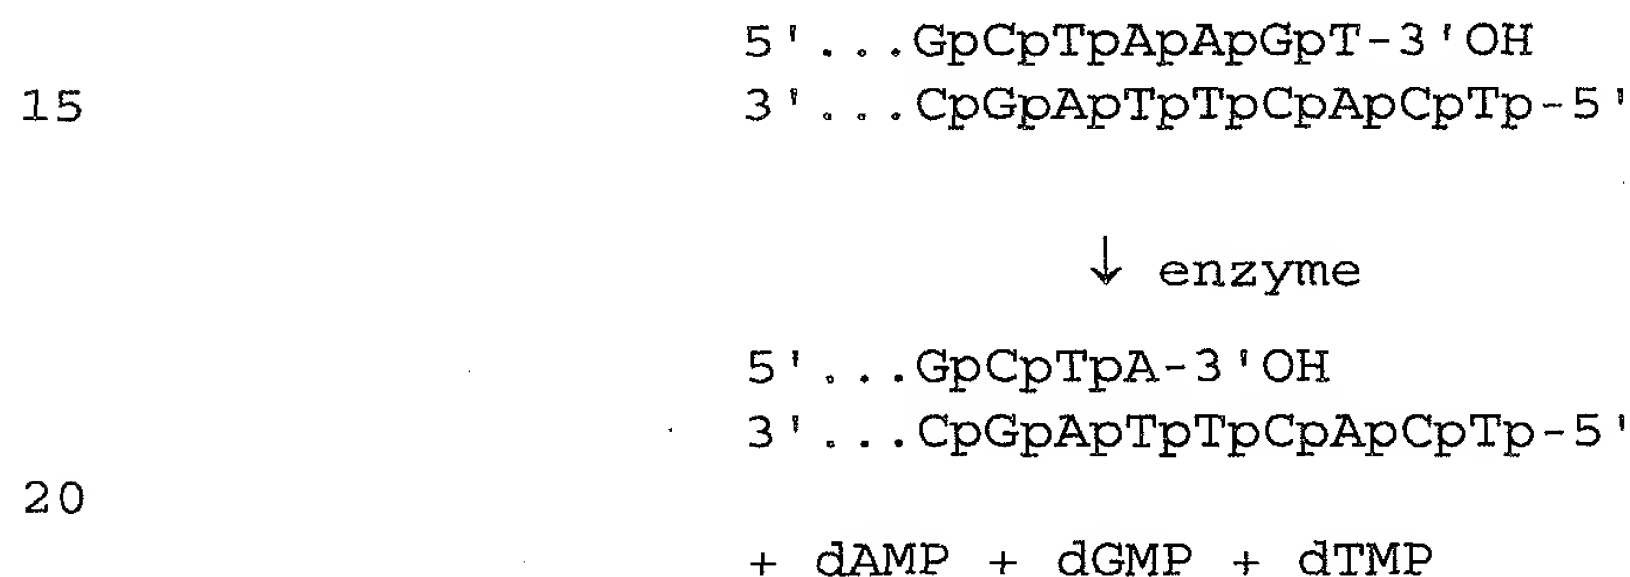 5'...GpCpTpApApGpT-3'OH
15 3'...CpGpApTpTpCpApCpTp-5'
↓ enzyme
5'...GpCpTpA-3'OH
3'...CpGpApTpTpCpApCpTp-5'
20
+ dAMP + dGMP + dTMP